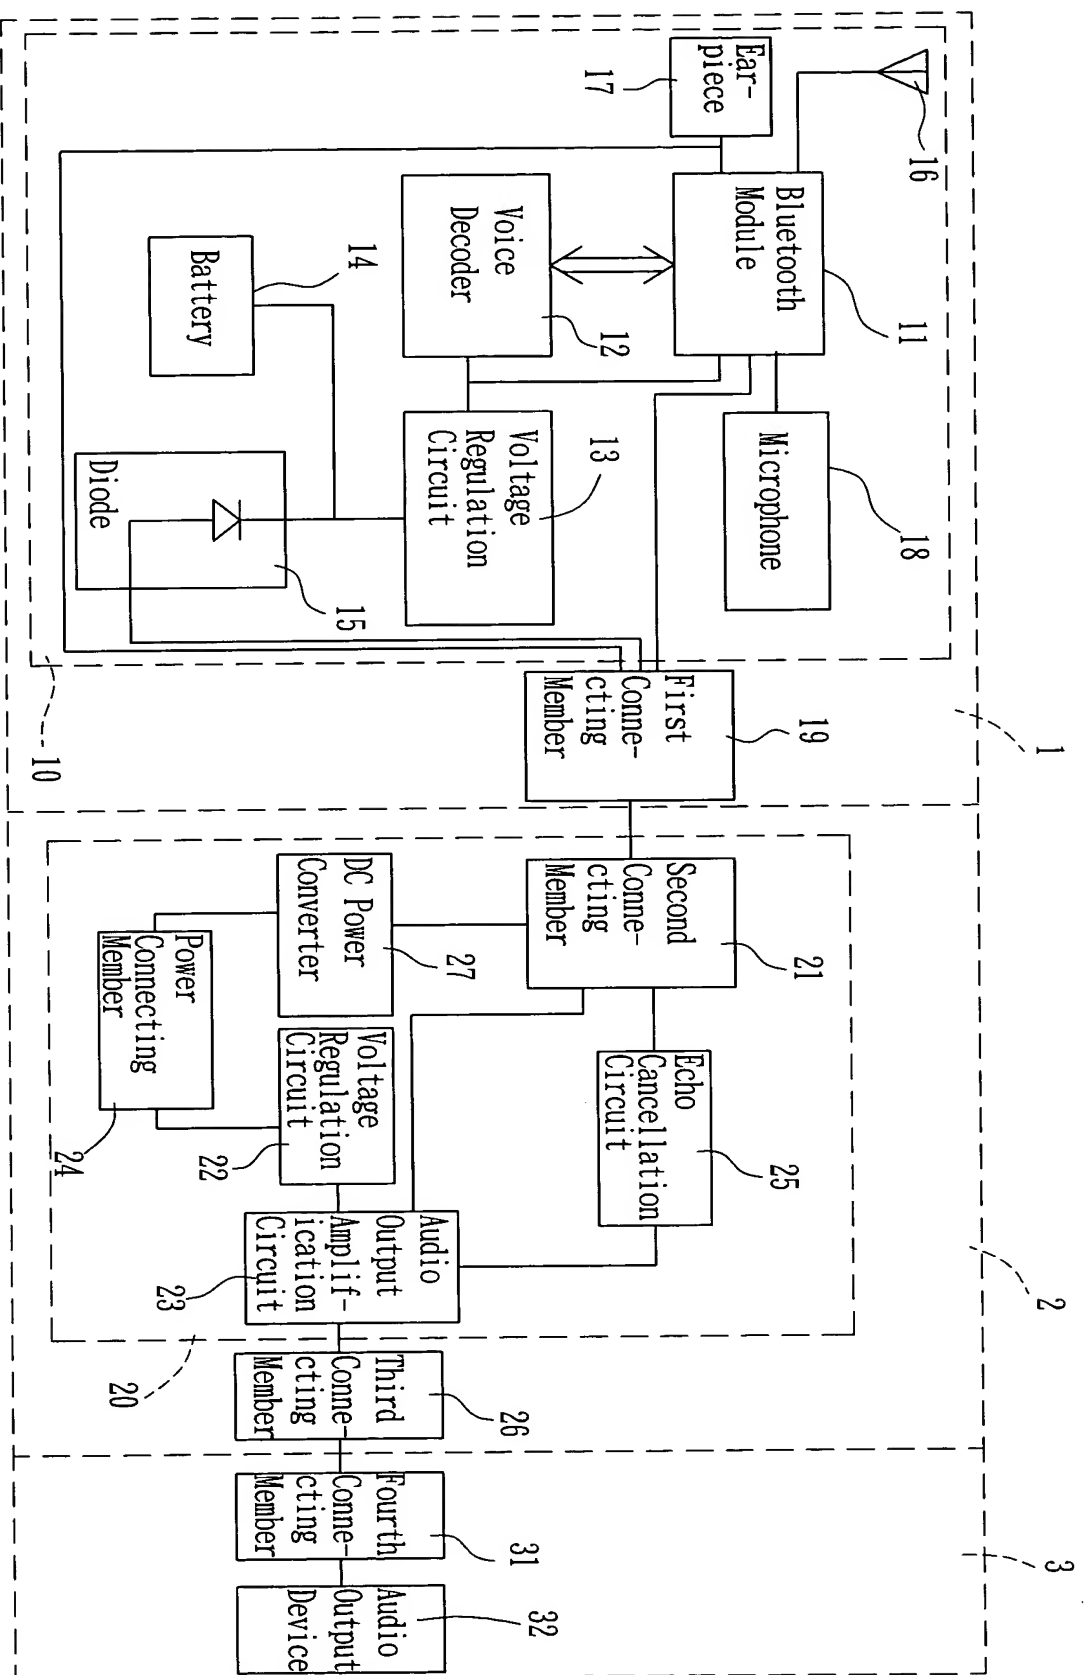 Ear-
piece
17
16
Bluetooth
Module
11
Microphone
18
Voice
Decoder
12
Voltage
Regulation
Circuit
13
Battery
14
Diode
15
10
First
Conne-
cting
Member
19
1
Second
Conne-
cting
Member
21
DC Power
Converter
27
Power
Connecting
Member
24
Voltage
Regulation
Circuit
22
Echo
Cancellation
Circuit
25
Audio
Output
Amplif-
ication
Circuit
23
20
2
Third
Conne-
cting
Member
26
Fourth
Conne-
cting
Member
31
Audio
Output
Device
32
3